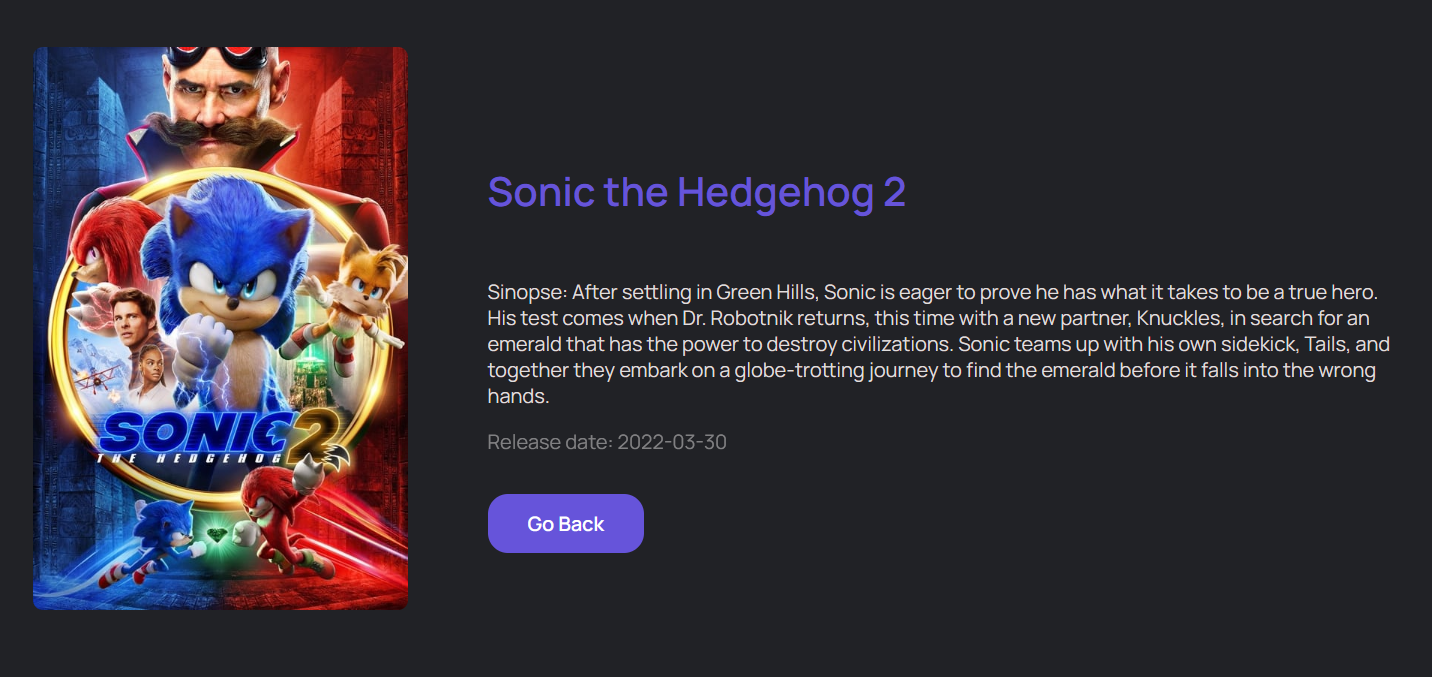 Sonic the Hedgehog 2
Sinopse: After settling in Green Hills, Sonic is eager to prove he has what it takes to be a true hero.
His test comes when Dr. Robotnik returns, this time with a new partner, Knuckles, in search for an
emerald that has the power to destroy civilizations. Sonic teams up with his own sidekick, Tails, and
together they embark on a globe-trotting journey to find the emerald before it falls into the wrong
hands.
Release date: 2022-03-30
Go Back
SONIC 2
THE HEDGEHOG